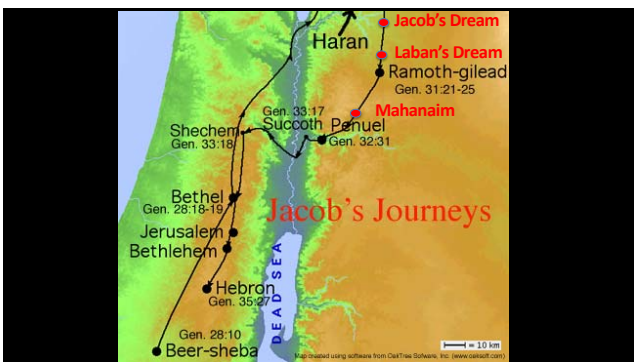 Jacob's Dream
Haran
Laban's Dream
Ramoth-gilead
Gen. 31:21-25
Mahanaim
Gen. 33:17
Succoth
Penuel
Gen. 32:31
Shechem
Gen. 33:18
Bethel
Gen. 28:18-19
Jacob's Journeys
Jerusalem
Bethlehem
Hebron
Gen. 35:27
DEAD SEA
Gen. 28:10
Beer-sheba
= 10 km
Map created using software from OakTree Software, Inc. (www.oaksoft.com)